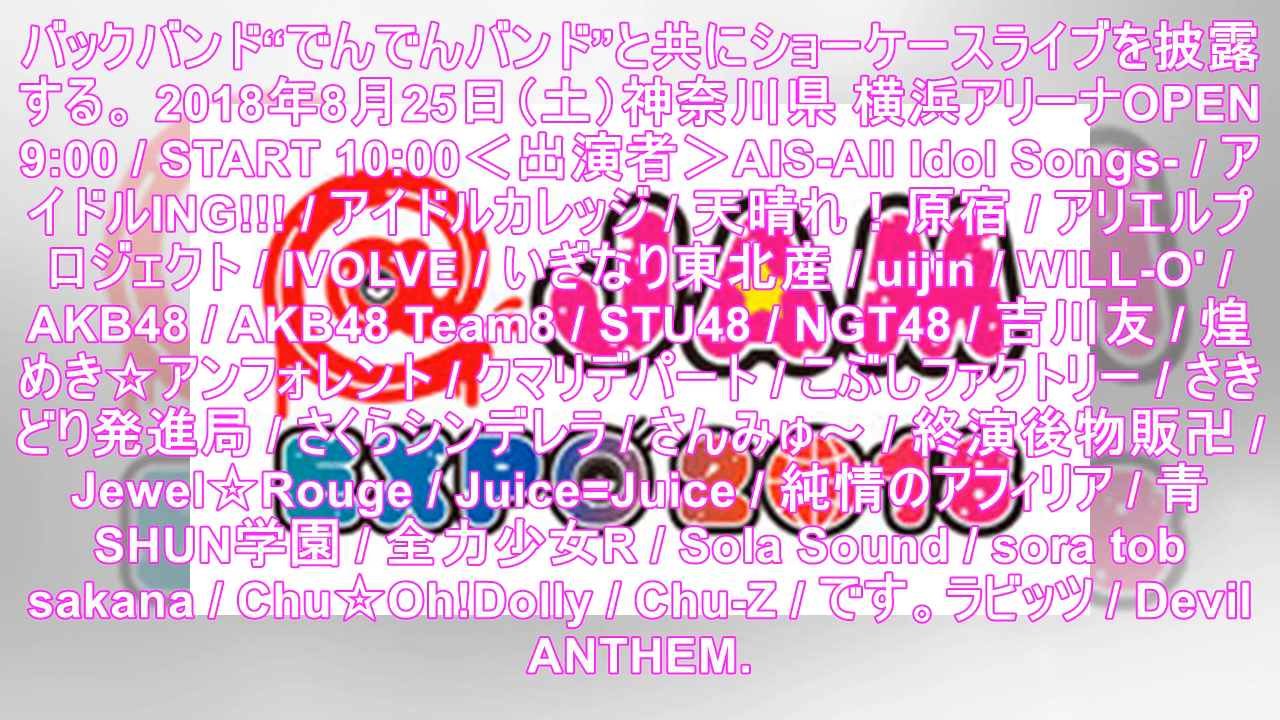 バックバンド“でんでんバンド”と共にショーケースライブを披露
する。2018年8月25日（土）神奈川県 横浜アリーナOPEN
9:00 / START 10:00＜出演者＞AIS-All Idol Songs- / ア
イドルING!!! / アイドルカレッジ / 天晴れ！原宿 / アリエルプ
ロジェクト / IVOLVE / いぎなり東北産 / uijin / WILL-O' /
AKB48 / AKB48 Team8 / STU48 / NGT48 / 吉川友 / 煌
めき☆アンフォレント / クマリデパート / こぶしファクトリー / さき
どり発進局 / さくらシンデレラ / さんみゅ〜 / 終演後物販卍 /
Jewel☆Rouge / Juice=Juice / 純情のアフィリア / 青
SHUN学園 / 全力少女R / Sola Sound / sora tob
sakana / Chu☆Oh!Dolly / Chu-Z / です。ラビッツ / Devil
ANTHEM.
@JAM
EXPO 2018